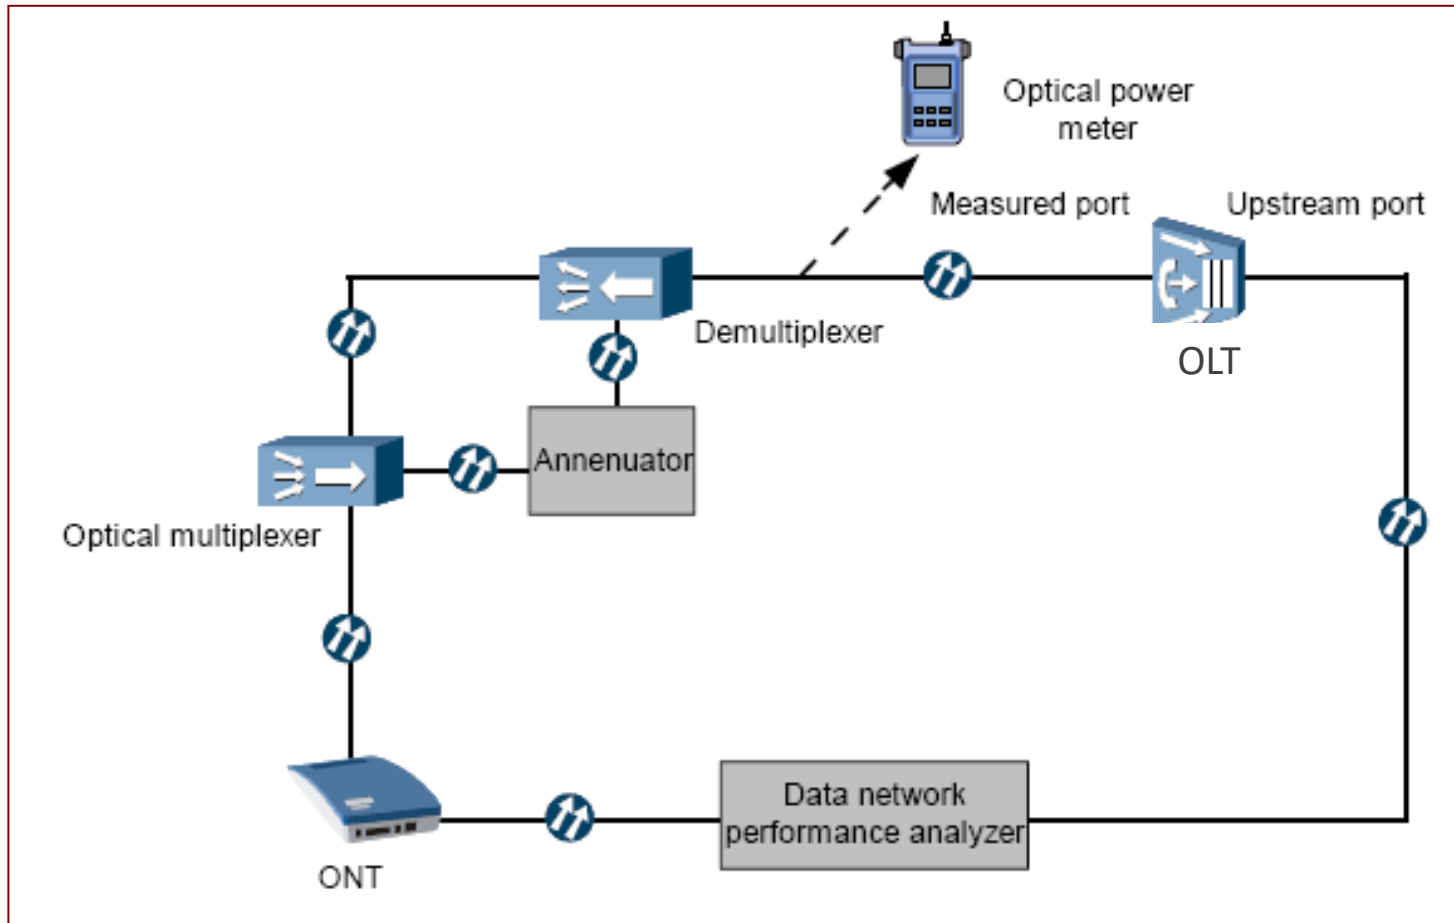 Optical power
meter
Measured port
Upstream port
Demultiplexer
OLT
Annenuator
Optical multiplexer
Data network
performance analyzer
ONT